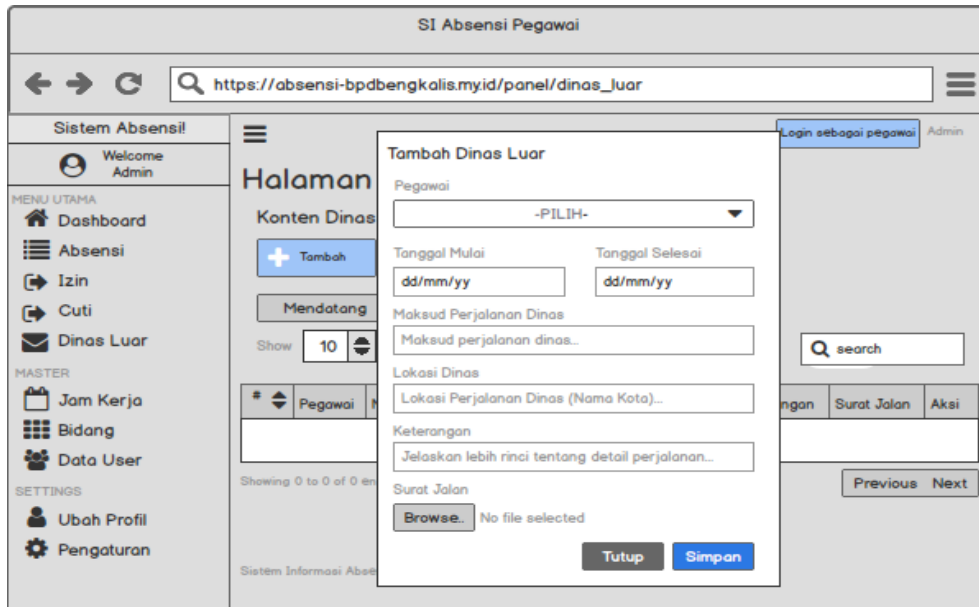 SI Absensi Pegawai
https://absensi-bpdbengkalis.my.id/panel/dinas_luar
Sistem Absensi!
Welcome
Admin
MENU UTAMA
Dashboard
Absensi
Izin
Cuti
Dinas Luar
MASTER
Jam Kerja
Bidang
Data User
SETTINGS
Ubah Profil
Pengaturan
Login sebagai pegawai Admin
Halaman
Konten Dinas
Tambah
Mendatang
Show 10
search
# Pegawai
Surat Jalan Aksi
Showing 0 to 0 of 0
Previous Next
Sistem Informasi
Tambah Dinas Luar
Pegawai
-PILIH-
Tanggal Mulai Tanggal Selesai
dd/mm/yy dd/mm/yy
Maksud Perjalanan Dinas
Maksud perjalanan dinas...
Lokasi Dinas
Lokasi Perjalanan Dinas (Nama Kota)...
Keterangan
Jelaskan lebih rinci tentang detail perjalanan...
Surat Jalan
Browse.. No file selected
Tutup Simpan